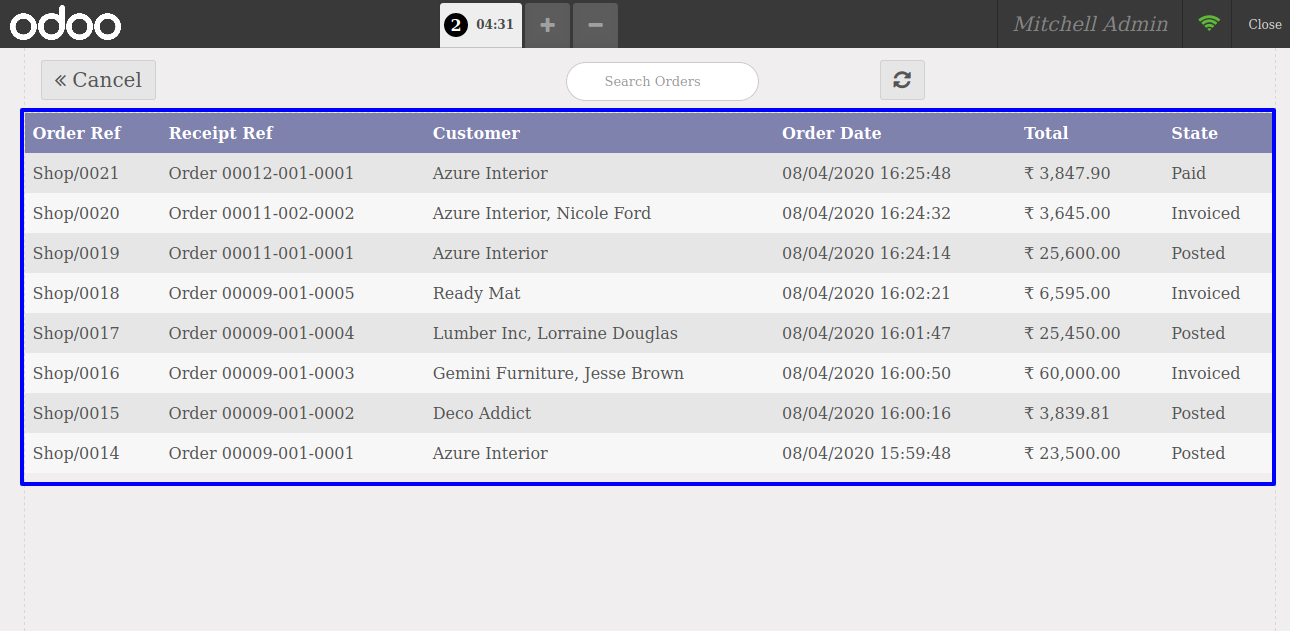 odoo 2 04:31 Mitchell Admin Close
« Cancel Search Orders
Order Ref Receipt Ref Customer Order Date Total State
Shop/0021 Order 00012-001-0001 Azure Interior 08/04/2020 16:25:48 ₹ 3,847.90 Paid
Shop/0020 Order 00011-002-0002 Azure Interior, Nicole Ford 08/04/2020 16:24:32 ₹ 3,645.00 Invoiced
Shop/0019 Order 00011-001-0001 Azure Interior 08/04/2020 16:24:14 ₹ 25,600.00 Posted
Shop/0018 Order 00009-001-0005 Ready Mat 08/04/2020 16:02:21 ₹ 6,595.00 Invoiced
Shop/0017 Order 00009-001-0004 Lumber Inc, Lorraine Douglas 08/04/2020 16:01:47 ₹ 25,450.00 Posted
Shop/0016 Order 00009-001-0003 Gemini Furniture, Jesse Brown 08/04/2020 16:00:50 ₹ 60,000.00 Invoiced
Shop/0015 Order 00009-001-0002 Deco Addict 08/04/2020 16:00:16 ₹ 3,839.81 Posted
Shop/0014 Order 00009-001-0001 Azure Interior 08/04/2020 15:59:48 ₹ 23,500.00 Posted